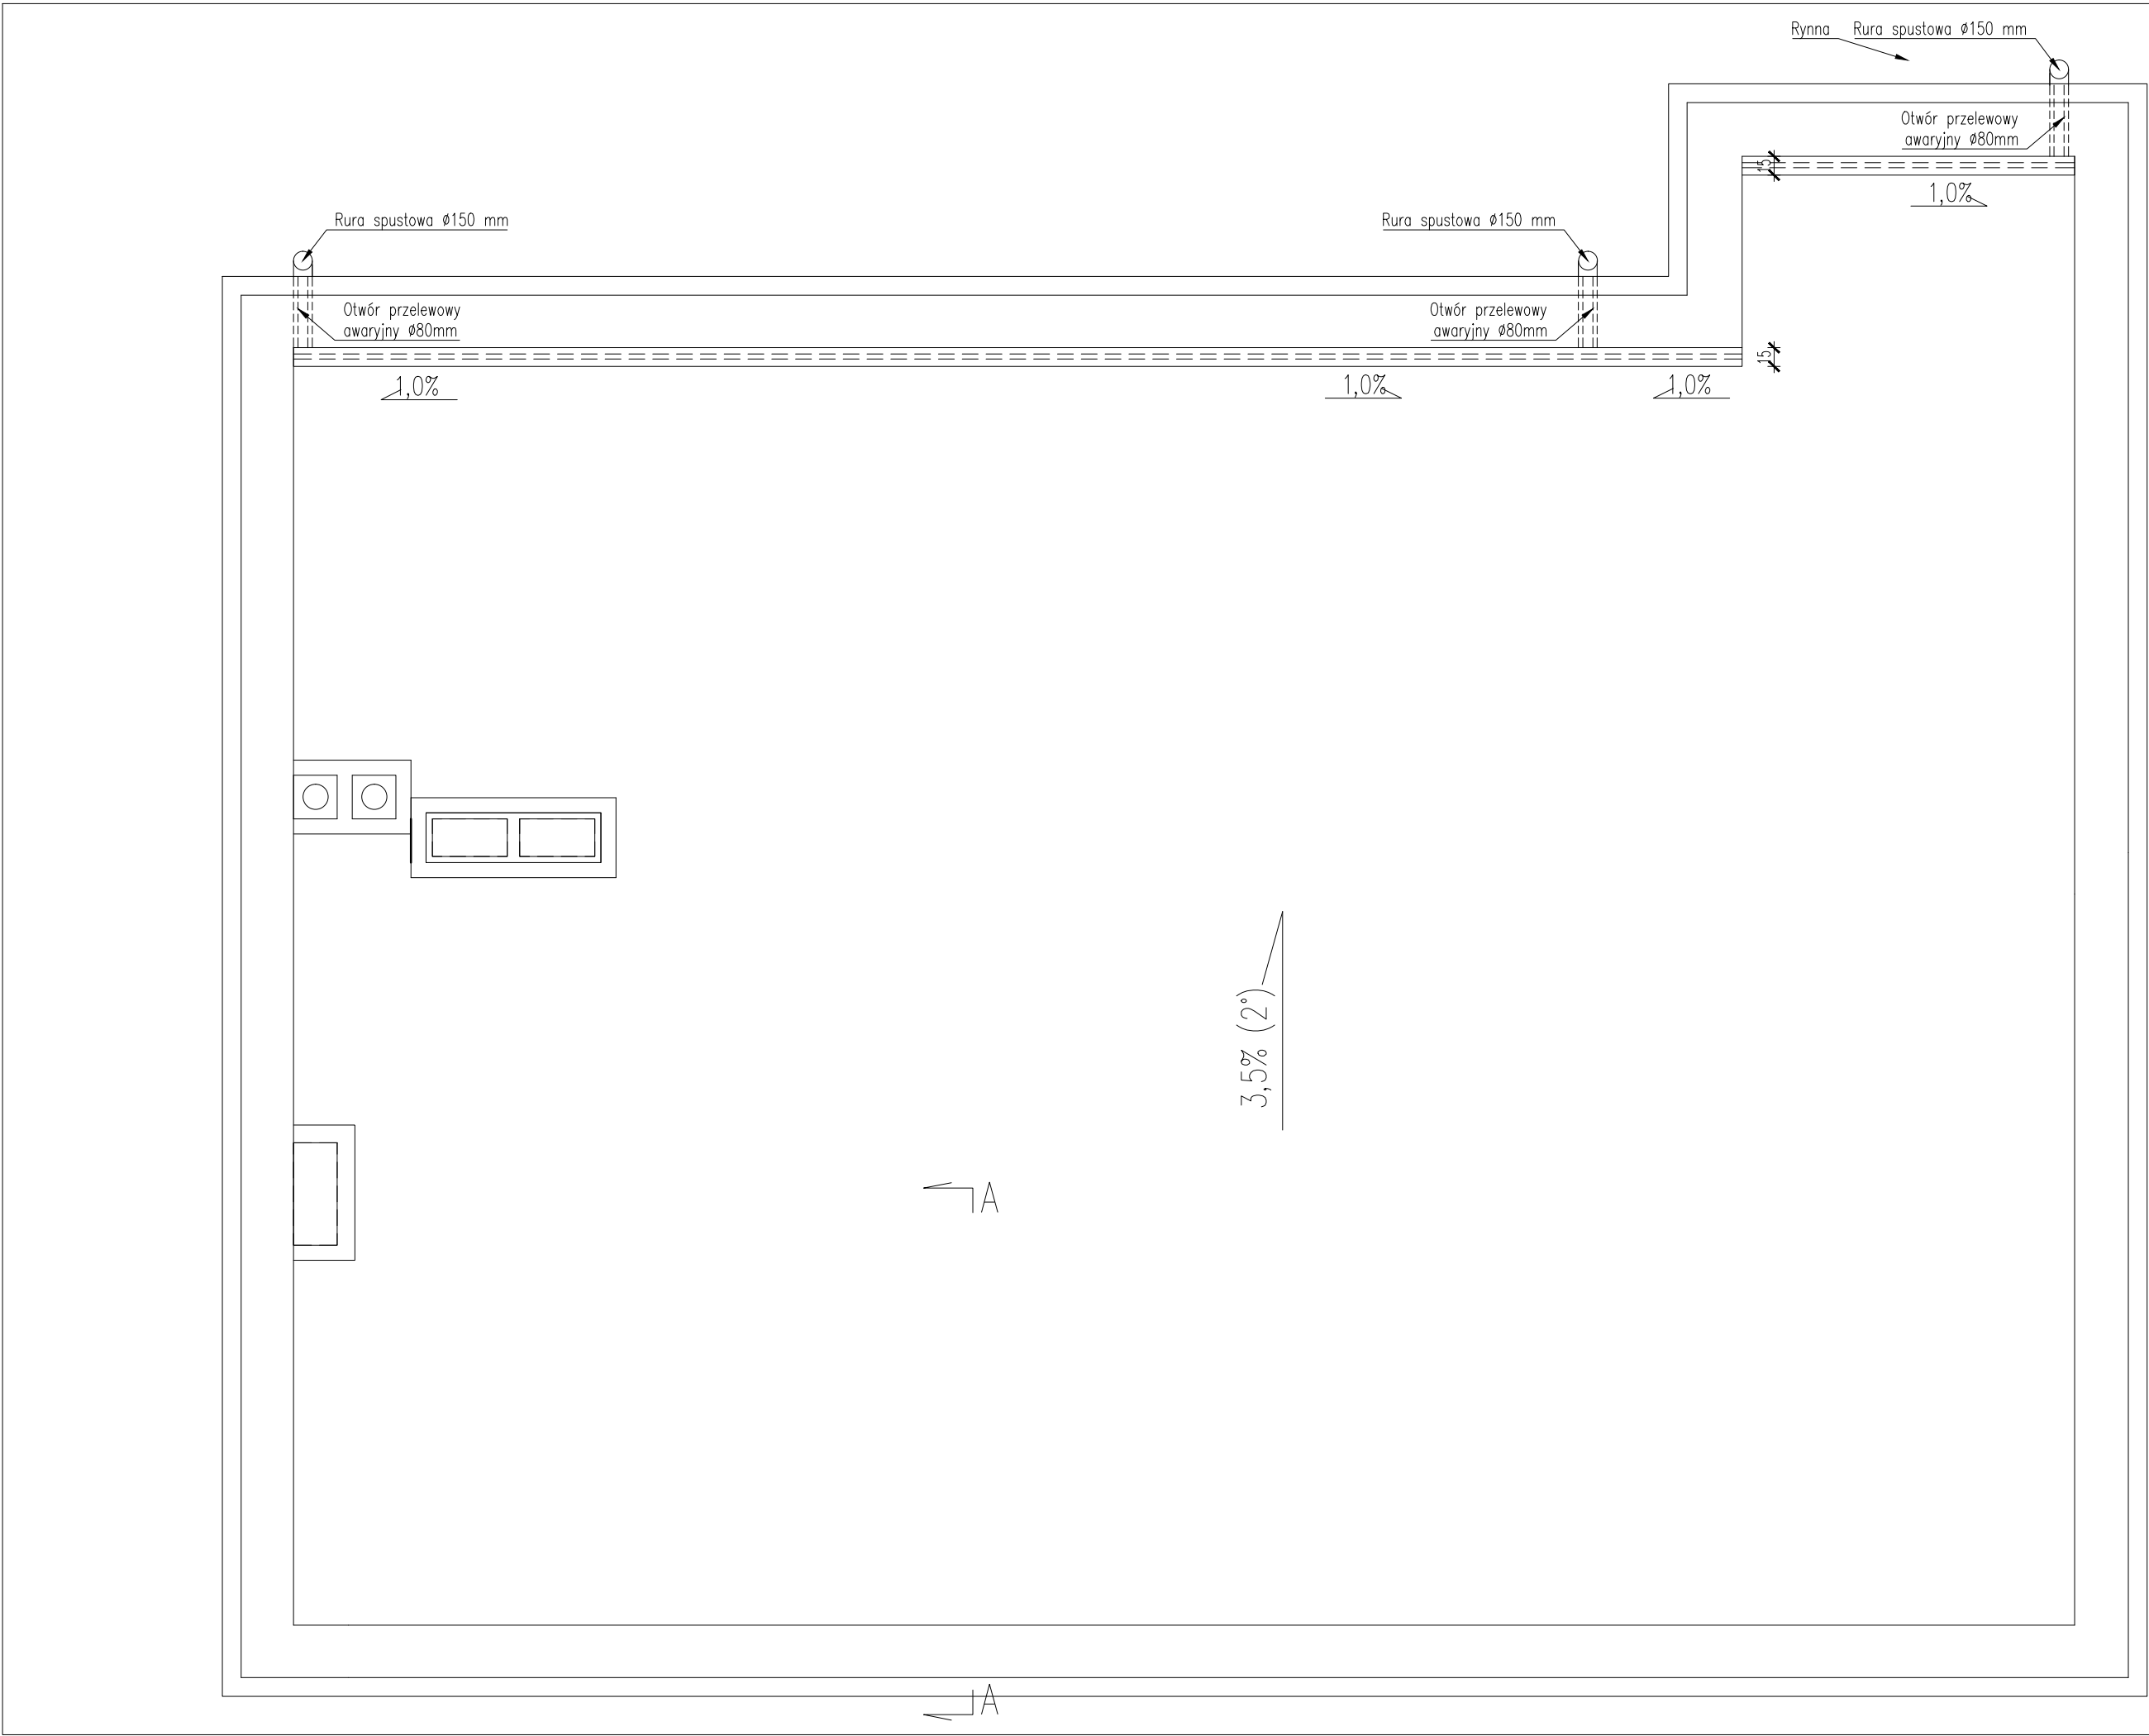 Rynna
Rura spustowa Ø150 mm
Otwór przelewowy
awaryjny Ø80mm
15
1,0%
Rura spustowa Ø150 mm
Rura spustowa Ø150 mm
Otwór przelewowy
awaryjny Ø80mm
Otwór przelewowy
awaryjny Ø80mm
15
1,0%
1,0%
1,0%
3,5% (2°)
A
A